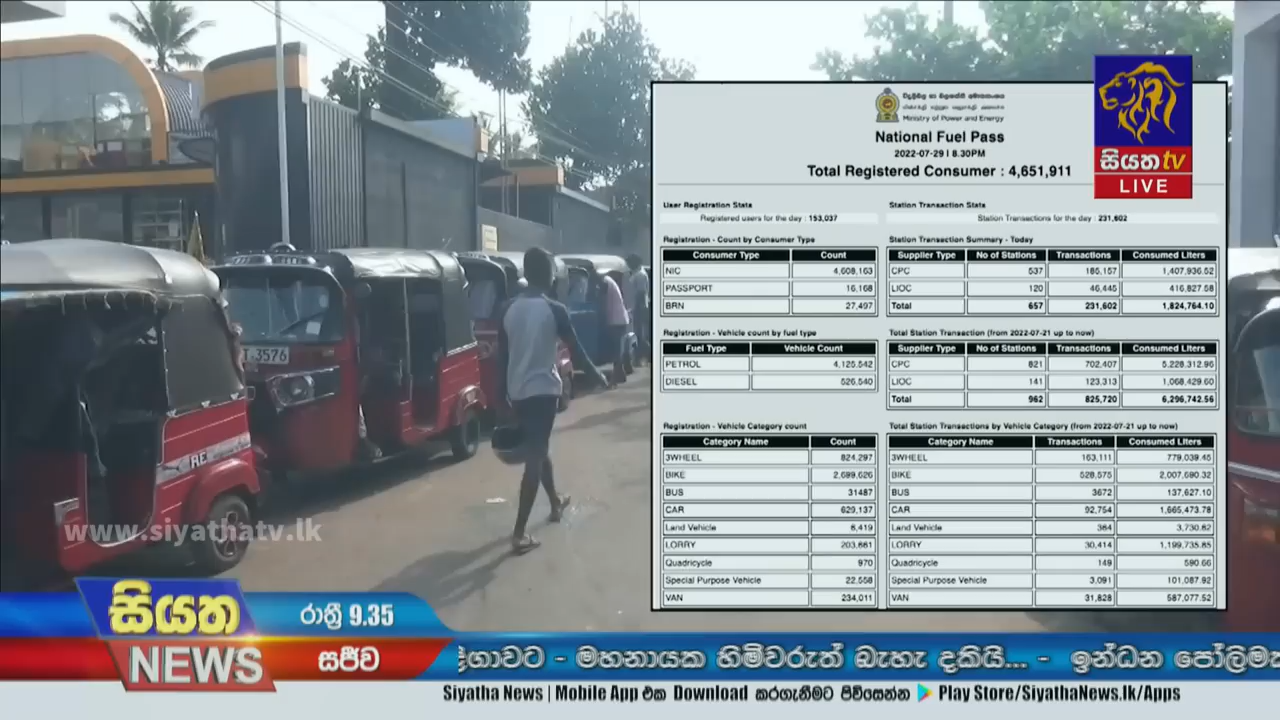 විදුලිබල හා බලශක්ති අමාත්‍යාංශය
Ministry of Power and Energy
National Fuel Pass
2022-07-29 I 8.30PM
Total Registered Consumer : 4,651,911
සියත tv
LIVE
User Registration Stats
Registered users for the day : 153,037
Registration - Count by Consumer Type
Consumer Type Count
NIC 4,608,163
PASSPORT 16,168
BRN 27,497
Registration - Vehicle count by fuel type
Fuel Type Vehicle Count
PETROL 4,125,542
DIESEL 526,540
Registration - Vehicle Category count
Category Name Count
3WHEEL 824,297
BIKE 2,699,626
BUS 31487
CAR 629,137
Land Vehicle 6,419
LORRY 203,661
Quadricycle 970
Special Purpose Vehicle 22,558
VAN 234,011
Station Transaction Stats
Station Transactions for the day : 231,602
Station Transaction Summary - Today
Supplier Type No of Stations Transactions Consumed Liters
CPC 537 185,157 1,407,936.52
LIOC 120 46,445 416,827.58
Total 657 231,602 1,824,764.10
Total Station Transaction (from 2022-07-21 up to now)
Supplier Type No of Stations Transactions Consumed Liters
CPC 821 702,407 5,228,312.96
LIOC 141 123,313 1,068,429.60
Total 962 825,720 6,296,742.56
Total Station Transactions by Vehicle Category (from 2022-07-21 up to now)
Category Name Transactions Consumed Liters
3WHEEL 163,111 779,039.45
BIKE 528,575 2,007,690.32
BUS 3672 137,627.10
CAR 92,754 1,665,473.78
Land Vehicle 364 3,730.62
LORRY 30,414 1,199,735.85
Quadricycle 149 590.66
Special Purpose Vehicle 3,091 101,087.92
VAN 31,828 587,077.52
T-3576
RE
www.siyathatv.lk
සියත
NEWS
රාත්‍රී 9.35
සජීව
දිගාවට - මහනායක හිමිවරුත් බැහැ දකියි... - ඉන්ධන පෝලිම
Siyatha News | Mobile App එක Download කරගැනීමට පිවිසෙන්න Play Store/SiyathaNews.lk/Apps